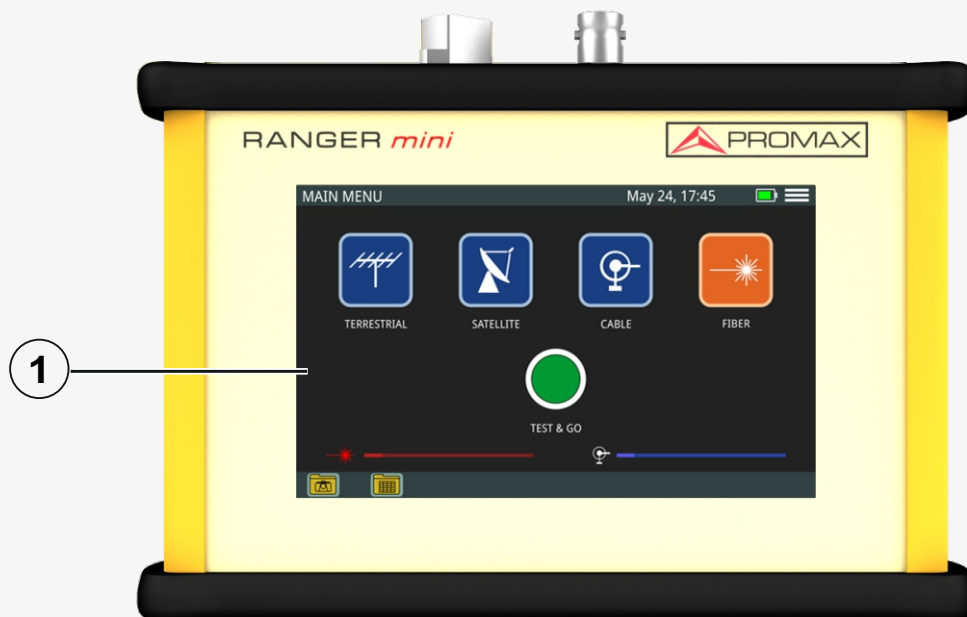 RANGER mini
PROMAX
MAIN MENU
May 24, 17:45
TERRESTRIAL
SATELLITE
CABLE
FIBER
1
TEST & GO